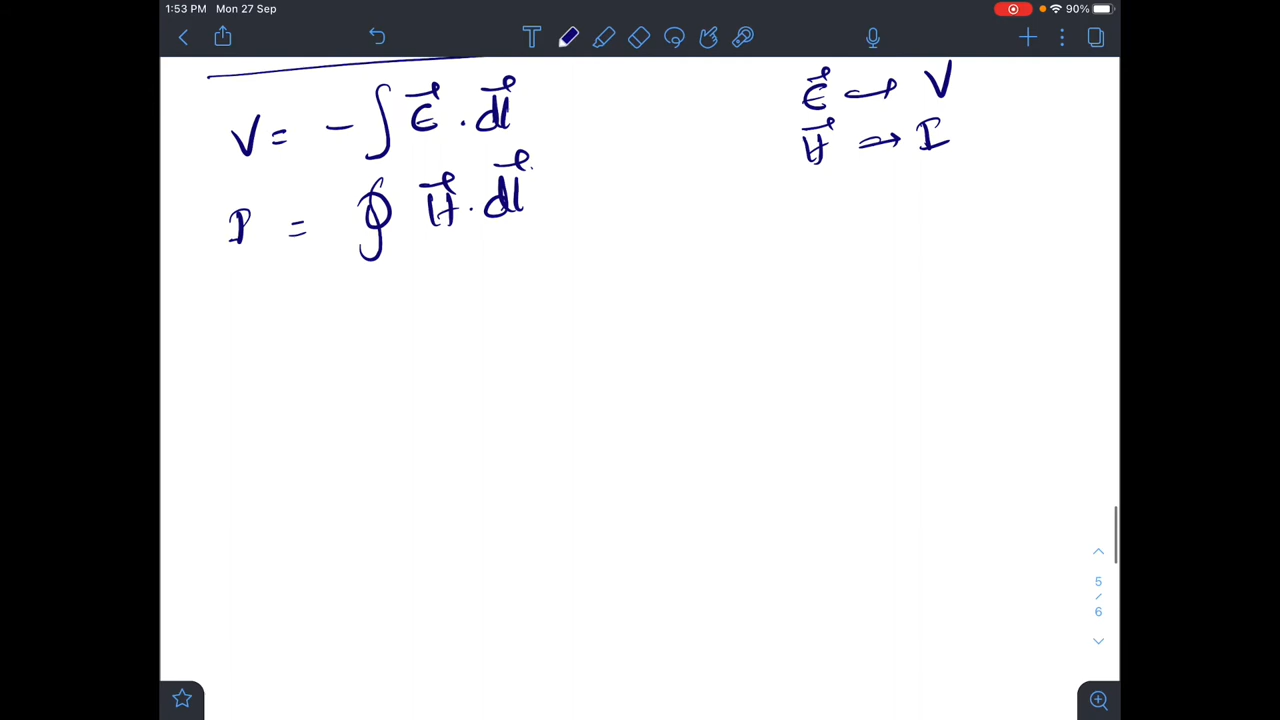 1:53 PM Mon 27 Sep
90%
T
V = - ∫ E⃗ . dl⃗
I = ∮ H⃗ . dl⃗
E⃗ → V
H⃗ → I
5
/
6